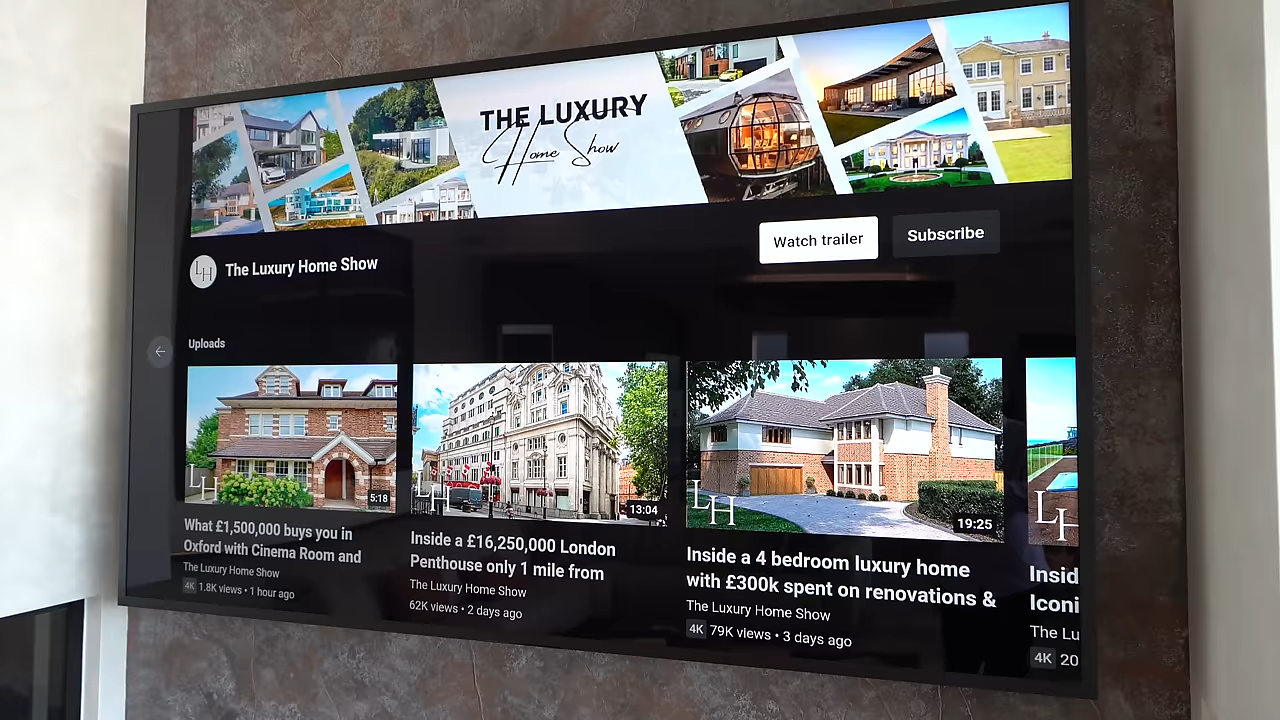 THE LUXURY
Home Show
Watch trailer
Subscribe
LH
The Luxury Home Show
Uploads
LH
5:18
What £1,500,000 buys you in
Oxford with Cinema Room and
The Luxury Home Show
4K 1.8K views • 1 hour ago
LH
13:04
Inside a £16,250,000 London
Penthouse only 1 mile from
The Luxury Home Show
62K views • 2 days ago
LH
19:25
Inside a 4 bedroom luxury home
with £300k spent on renovations &
The Luxury Home Show
4K 79K views • 3 days ago
LH
Insid
Iconi
The Lu
4K 20